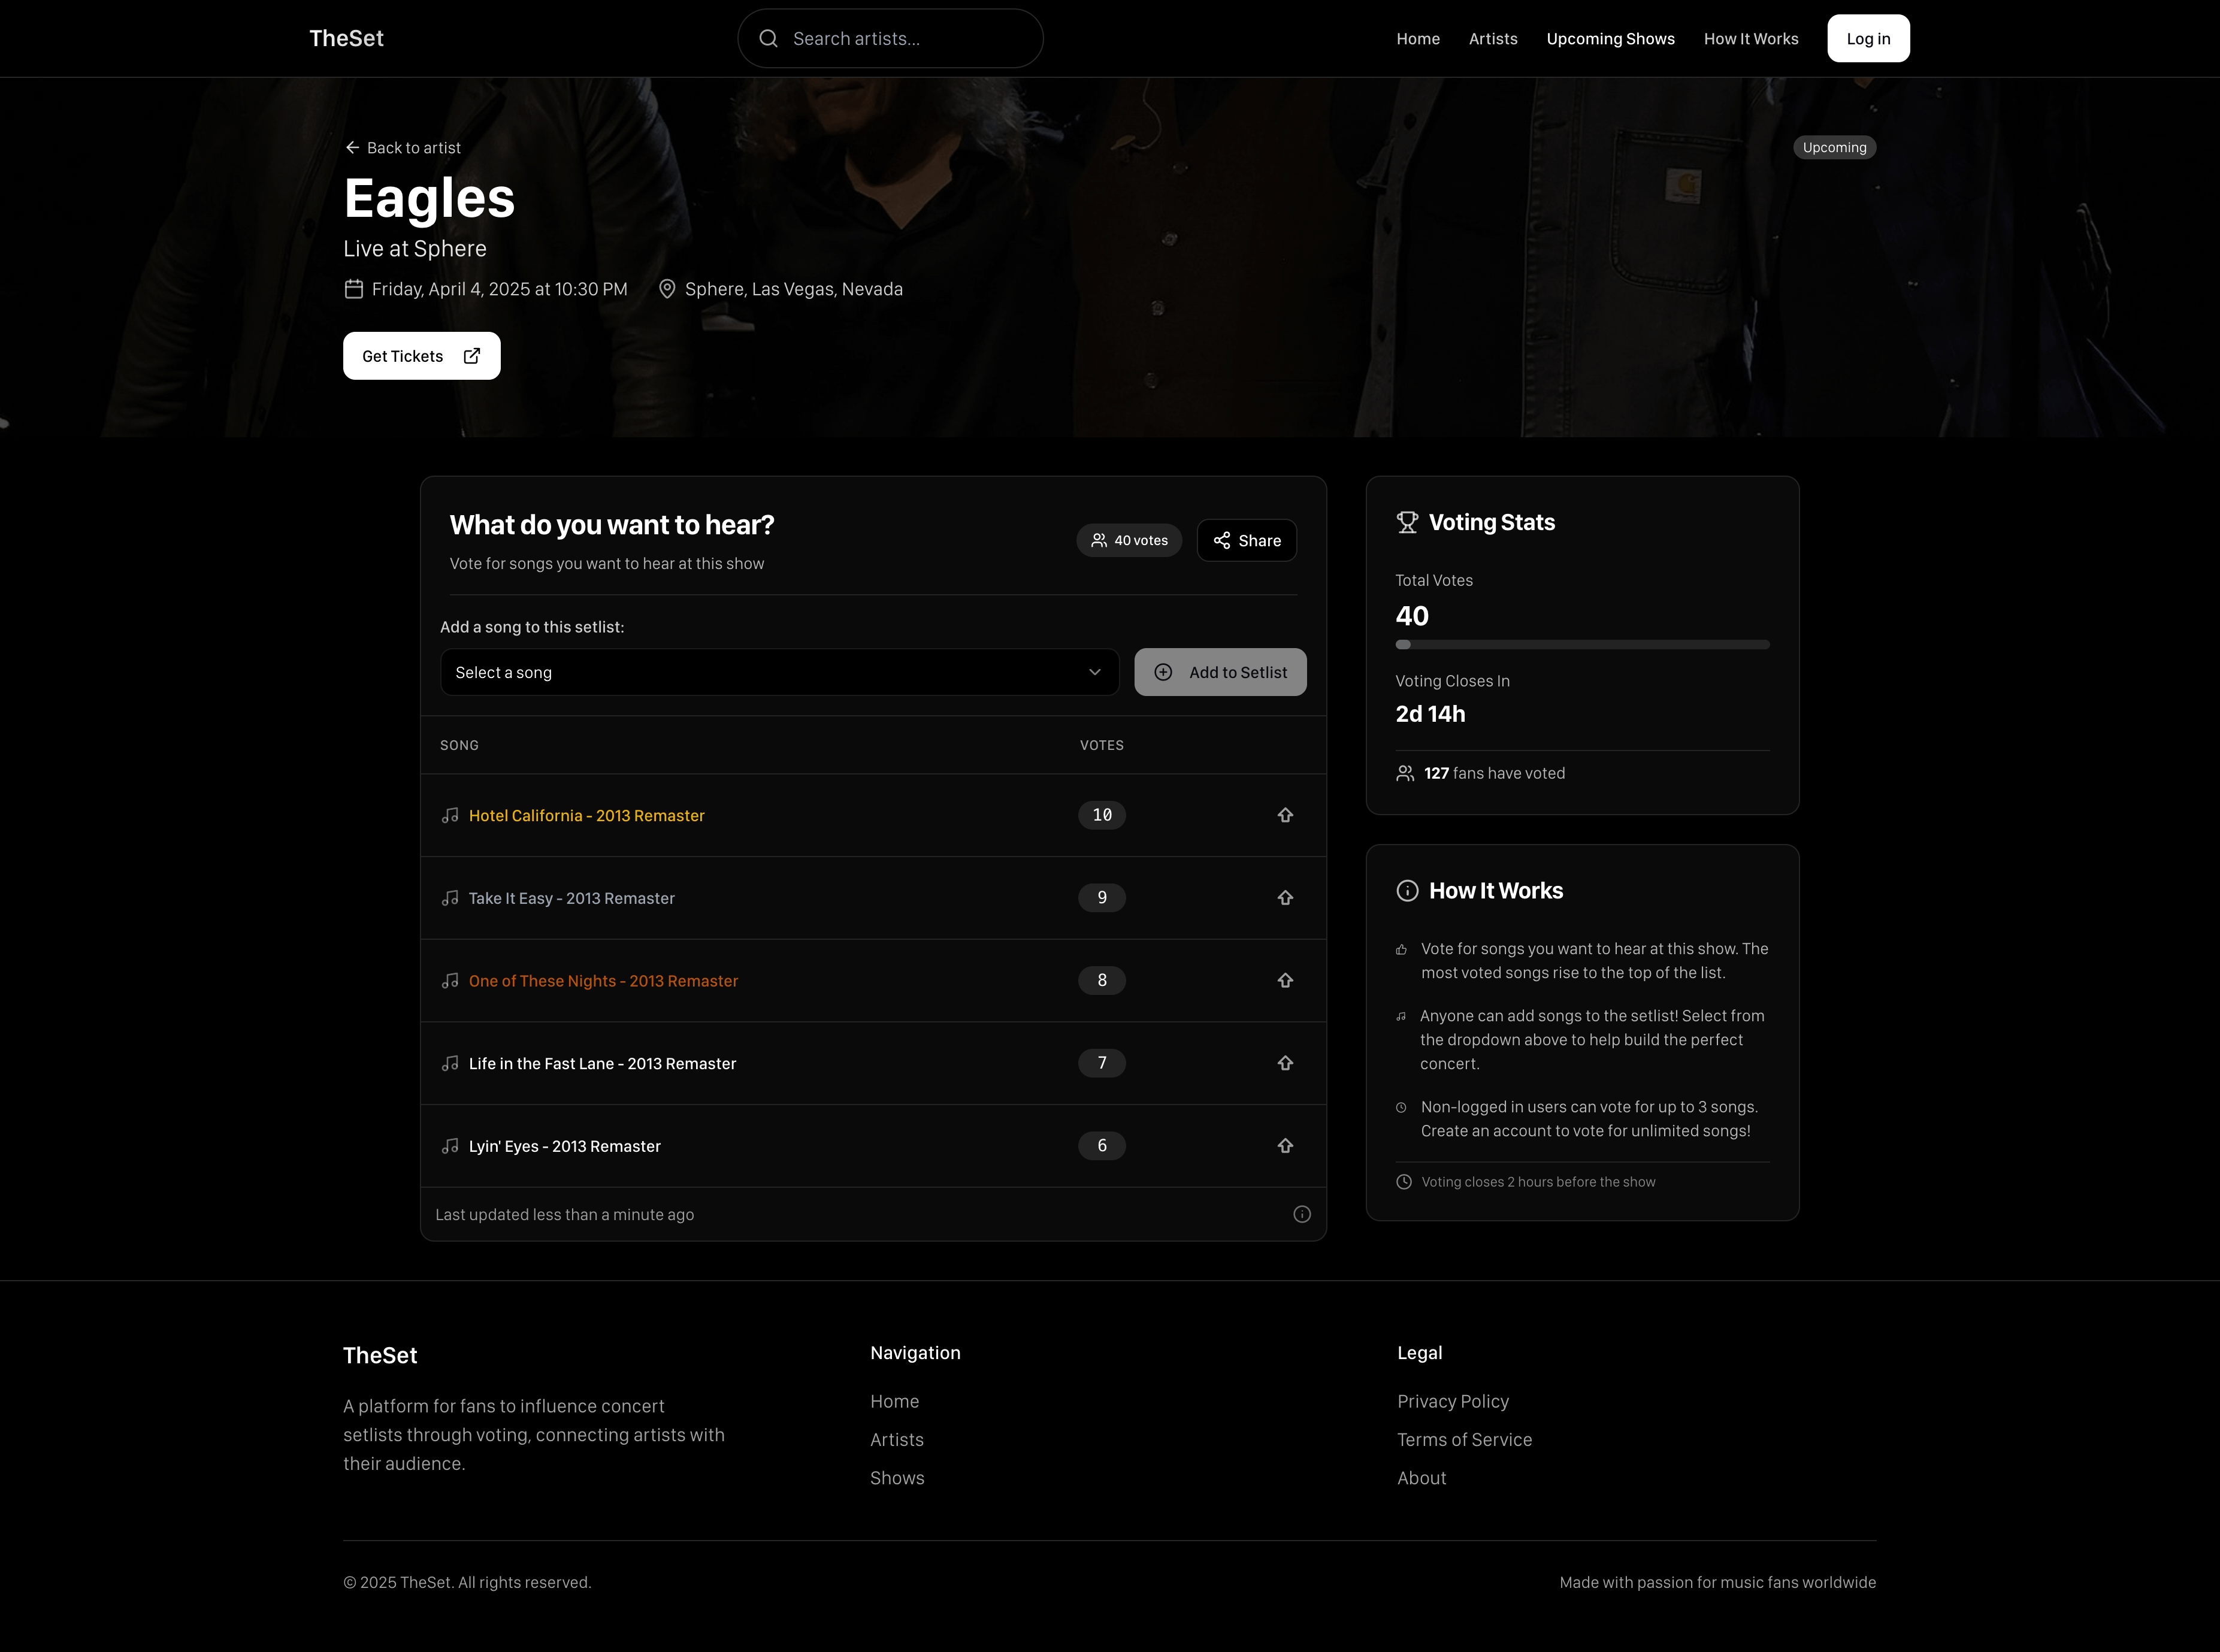 TheSet
Search artists...
Home
Artists
Upcoming Shows
How It Works
Log in
Back to artist
Upcoming
Eagles
Live at Sphere
Friday, April 4, 2025 at 10:30 PM
Sphere, Las Vegas, Nevada
Get Tickets
What do you want to hear?
Vote for songs you want to hear at this show
40 votes
Share
Add a song to this setlist:
Select a song
Add to Setlist
SONG
VOTES
Hotel California - 2013 Remaster
10
Take It Easy - 2013 Remaster
9
One of These Nights - 2013 Remaster
8
Life in the Fast Lane - 2013 Remaster
7
Lyin' Eyes - 2013 Remaster
6
Last updated less than a minute ago
Voting Stats
Total Votes
40
Voting Closes In
2d 14h
127 fans have voted
How It Works
Vote for songs you want to hear at this show. The
most voted songs rise to the top of the list.
Anyone can add songs to the setlist! Select from
the dropdown above to help build the perfect
concert.
Non-logged in users can vote for up to 3 songs.
Create an account to vote for unlimited songs!
Voting closes 2 hours before the show
TheSet
A platform for fans to influence concert
setlists through voting, connecting artists with
their audience.
Navigation
Home
Artists
Shows
Legal
Privacy Policy
Terms of Service
About
© 2025 TheSet. All rights reserved.
Made with passion for music fans worldwide